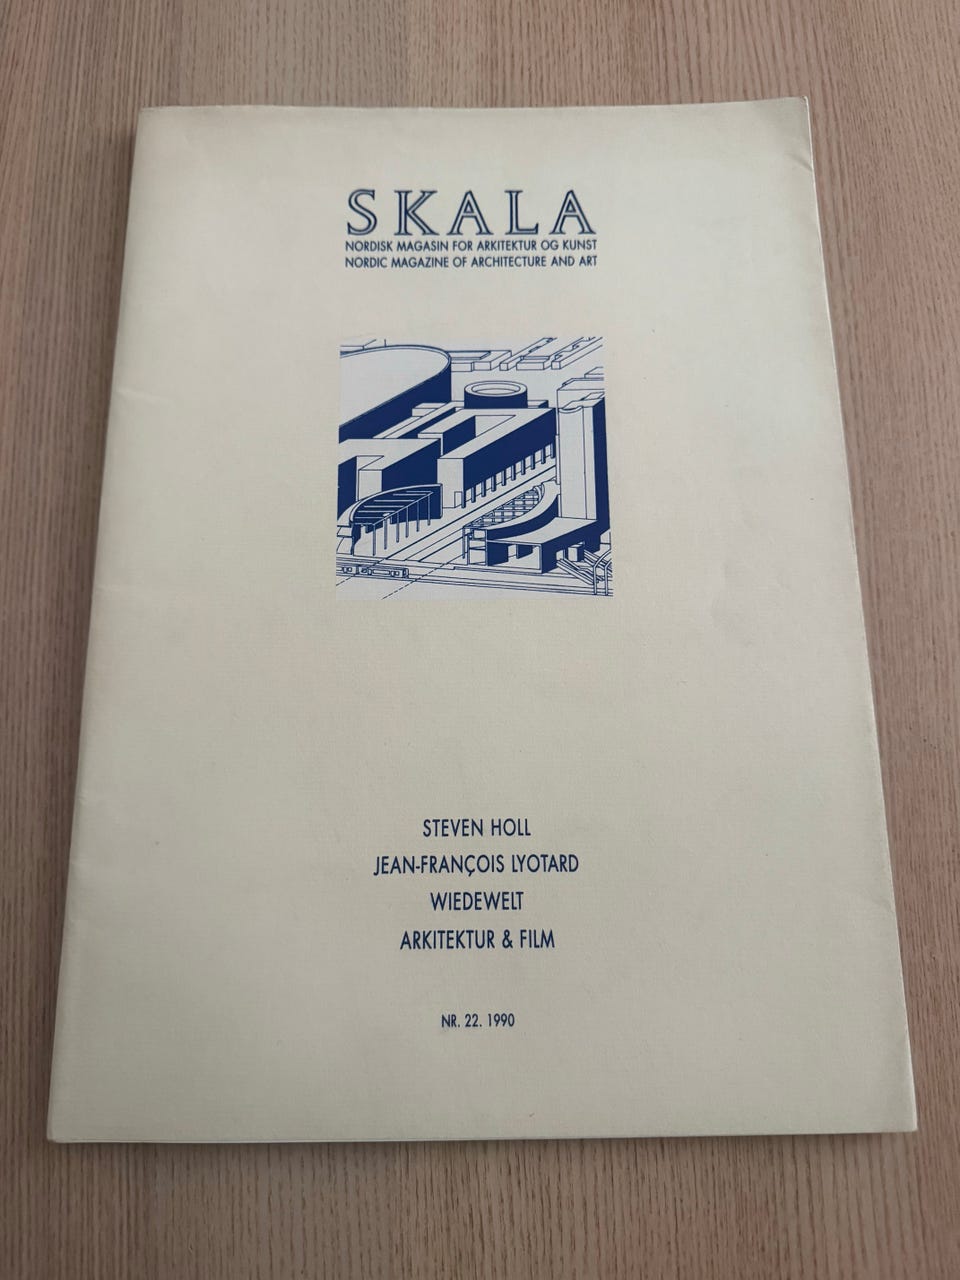 SKALA
NORDISK MAGASIN FOR ARKITEKTUR OG KUNST
NORDIC MAGAZINE OF ARCHITECTURE AND ART
STEVEN HOLL
JEAN-FRANÇOIS LYOTARD
WIEDEWELT
ARKITEKTUR & FILM
NR. 22. 1990